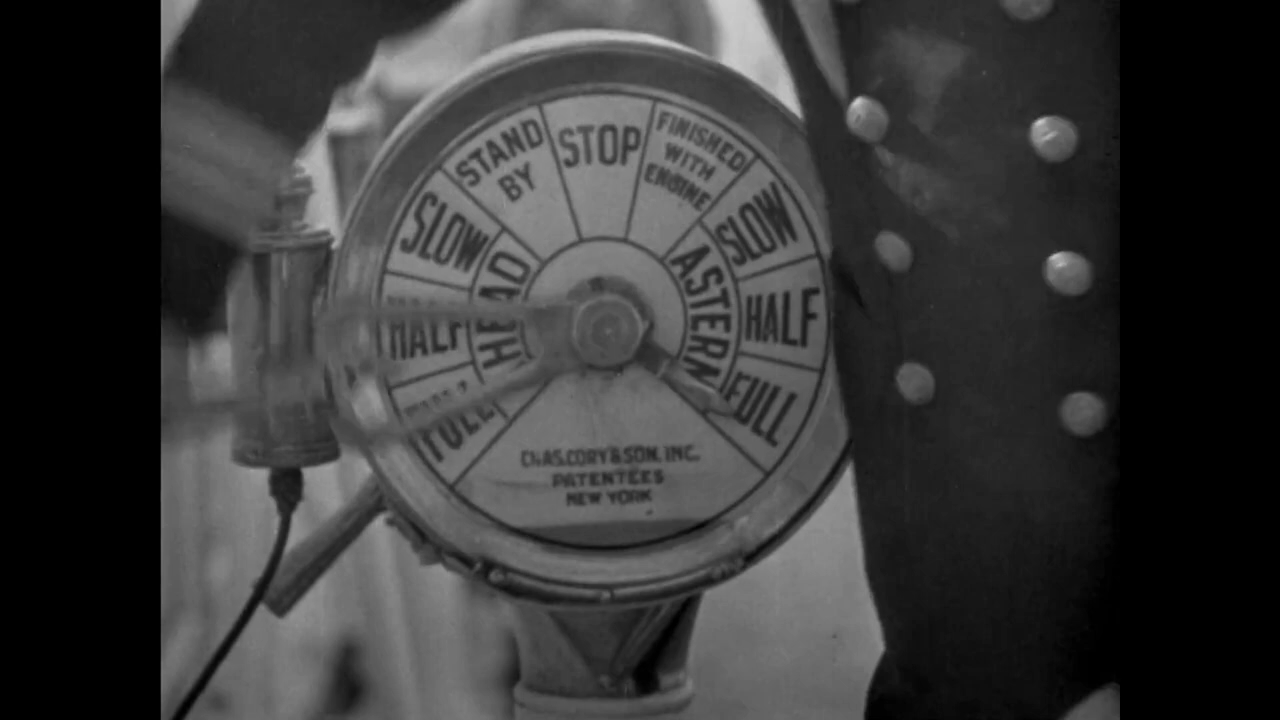 STOP
STAND
BY
FINISHED
WITH
ENGINE
SLOW
SLOW
HALF
HEAD
ASTERN
HALF
FULL
FULL
CHAS. CORY & SON, INC.
PATENTEES
NEW YORK